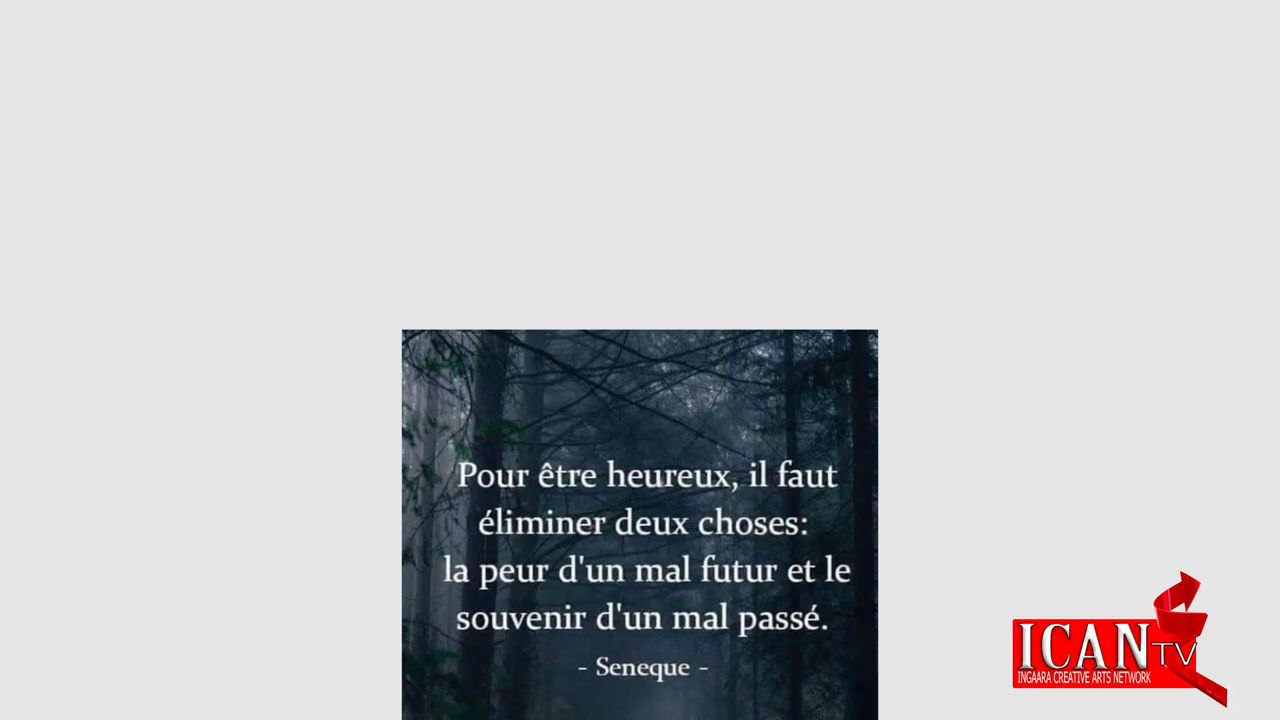 Pour être heureux, il faut
éliminer deux choses:
la peur d'un mal futur et le
souvenir d'un mal passé.
- Seneque -
ICAN TV
INGAARA CREATIVE ARTS NETWORK